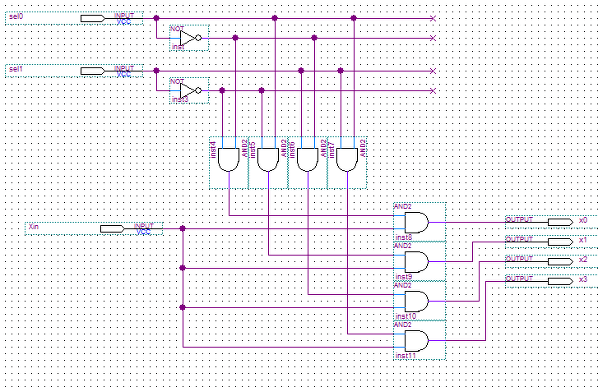 sel0 INPUT
VCC
NOT
inst
sel1 INPUT
VCC
NOT
inst3
inst4 AND2 inst5 AND2 inst6 AND2 inst7 AND2
AND2
inst8
Xin INPUT
VCC
OUTPUT x0
AND2
inst9
OUTPUT x1
AND2
inst10
OUTPUT x2
AND2
inst11
OUTPUT x3